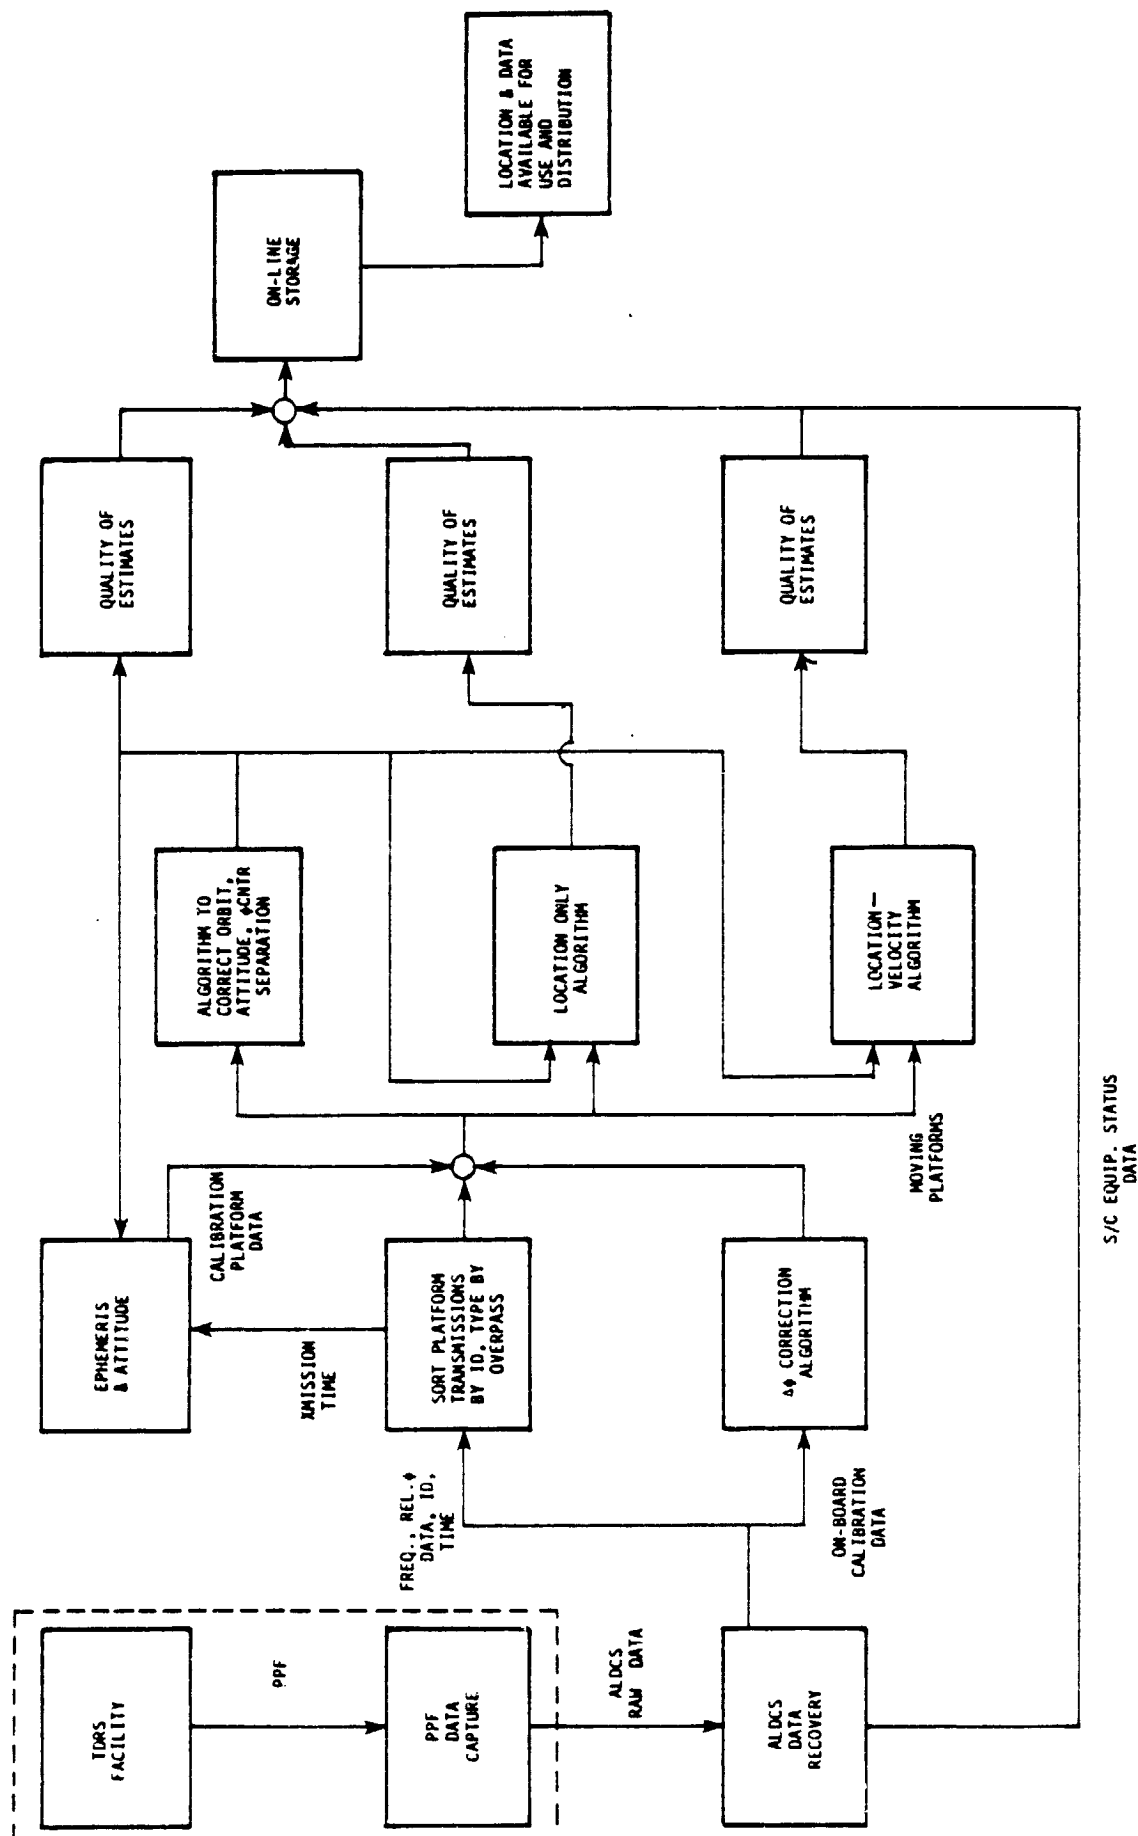 TDRS
FACILITY
PPF
PPF
DATA
CAPTURE
ALDCS
RAW DATA
ALDCS
DATA
RECOVERY
FREQ., REL.ϕ
DATA, ID,
TIME
ON-BOARD
CALIBRATION
DATA
EPHEMERIS
& ATTITUDE
XMISSION
TIME
SORT PLATFORM
TRANSMISSIONS
BY ID, TYPE BY
OVERPASS
Δϕ CORRECTION
ALGORITHM
CALIBRATION
PLATFORM
DATA
MOVING
PLATFORMS
S/C EQUIP. STATUS
DATA
ALGORITHM TO
CORRECT ORBIT,
ATTITUDE, ϕCNTR
SEPARATION
LOCATION ONLY
ALGORITHM
LOCATION—
VELOCITY
ALGORITHM
QUALITY OF
ESTIMATES
QUALITY OF
ESTIMATES
QUALITY OF
ESTIMATES
ON-LINE
STORAGE
LOCATION & DATA
AVAILABLE FOR
USE AND
DISTRIBUTION